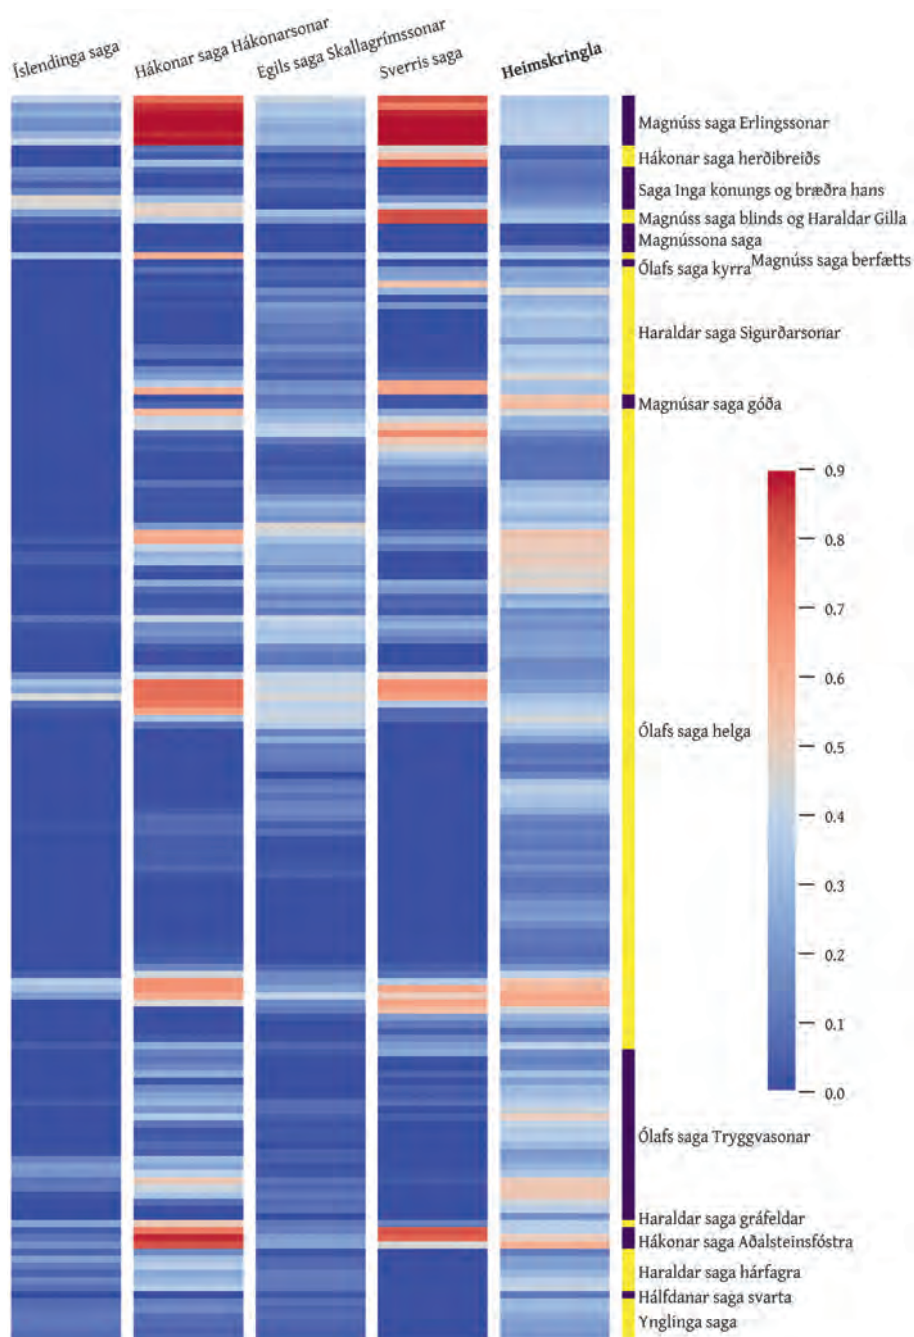 Íslendinga saga
Hákonar saga Hákonarsonar
Egils saga Skallagrímssonar
Sverris saga
Heimskringla
Magnúss saga Erlingssonar
Hákonar saga herðibreiðs
Saga Inga konungs og bræðra hans
Magnúss saga blinds og Haraldar Gilla
Magnússona saga
Magnúss saga berfætts
Ólafs saga kyrra
Haraldar saga Sigurðarsonar
Magnúsar saga góða
Ólafs saga helga
Ólafs saga Tryggvasonar
Haraldar saga gráfeldar
Hákonar saga Aðalsteinsfóstra
Haraldar saga hárfagra
Hálfdanar saga svarta
Ynglinga saga
0.9
0.8
0.7
0.6
0.5
0.4
0.3
0.2
0.1
0.0